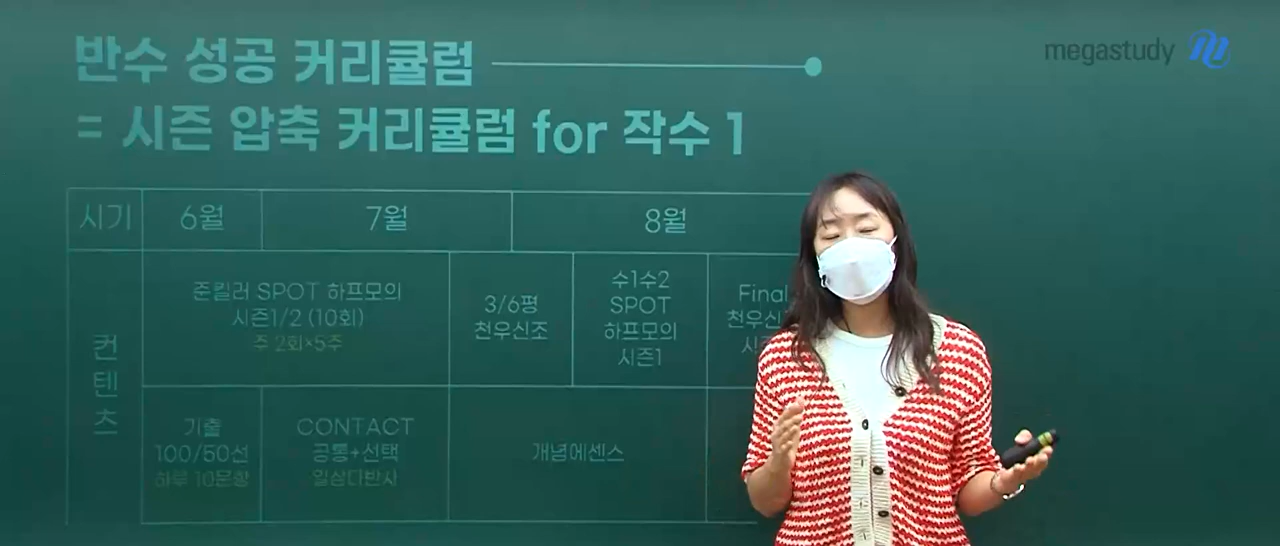 반수 성공 커리큘럼
megastudy
= 시즌 압축 커리큘럼 for 작수 1
시기
6월
7월
8월
컨텐츠
준킬러 SPOT 하프모의
시즌1/2 (10회)
주 2회×5주
3/6평
천우신조
수1수2
SPOT
하프모의
시즌1
Final
천우신
기출
100/50선
하루 10문항
CONTACT
공통+선택
일삼다반사
개념에센스